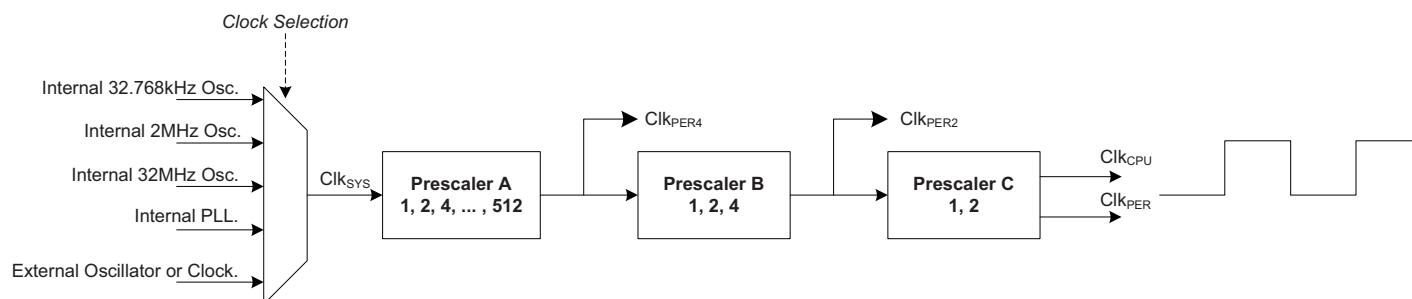 Clock Selection
Internal 32.768kHz Osc.
Internal 2MHz Osc.
Internal 32MHz Osc.
Internal PLL.
External Oscillator or Clock.
ClkSYS
Prescaler A
1, 2, 4, ... , 512
ClkPER4
Prescaler B
1, 2, 4
ClkPER2
Prescaler C
1, 2
ClkCPU
ClkPER